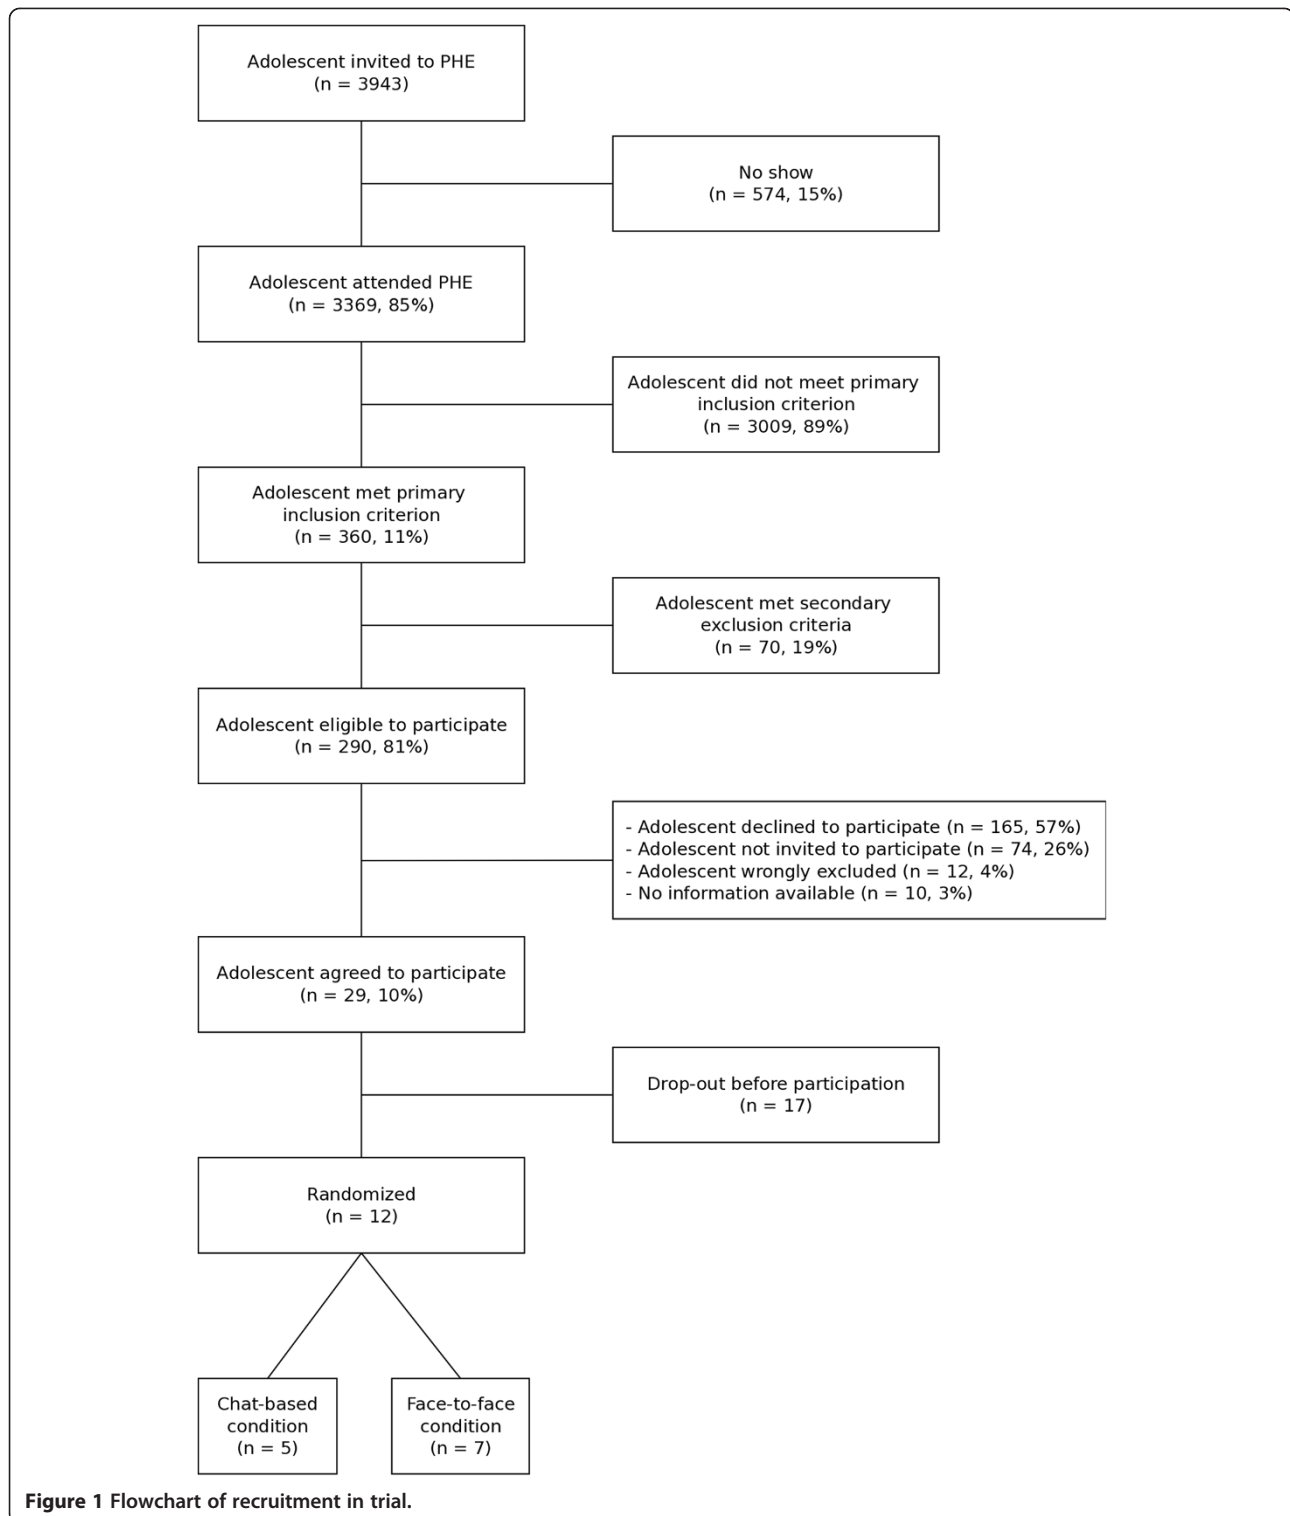 Adolescent invited to PHE
(n = 3943)
No show
(n = 574, 15%)
Adolescent attended PHE
(n = 3369, 85%)
Adolescent did not meet primary
inclusion criterion
(n = 3009, 89%)
Adolescent met primary
inclusion criterion
(n = 360, 11%)
Adolescent met secondary
exclusion criteria
(n = 70, 19%)
Adolescent eligible to participate
(n = 290, 81%)
- Adolescent declined to participate (n = 165, 57%)
- Adolescent not invited to participate (n = 74, 26%)
- Adolescent wrongly excluded (n = 12, 4%)
- No information available (n = 10, 3%)
Adolescent agreed to participate
(n = 29, 10%)
Drop-out before participation
(n = 17)
Randomized
(n = 12)
Chat-based
condition
(n = 5)
Face-to-face
condition
(n = 7)
Figure 1 Flowchart of recruitment in trial.